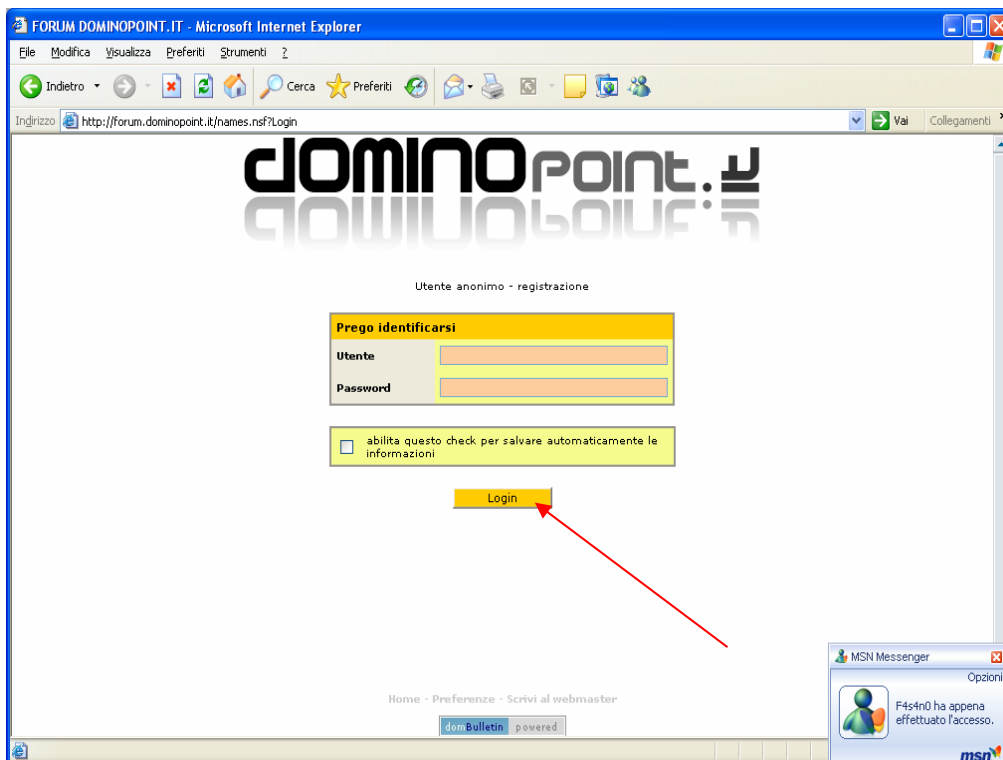 FORUM DOMINOPOINT.IT - Microsoft Internet Explorer
File Modifica Visualizza Preferiti Strumenti ?
Indietro Cerca Preferiti
Indirizzo http://forum.dominopoint.it/names.nsf?Login Vai Collegamenti
DOMINOPOINT.it
Utente anonimo - registrazione
Prego identificarsi
Utente
Password
abilita questo check per salvare automaticamente le
informazioni
Login
MSN Messenger
Opzioni
F4s4n0 ha appena
effettuato l'accesso.
msn
Home - Preferenze - Scrivi al webmaster
domBulletin powered